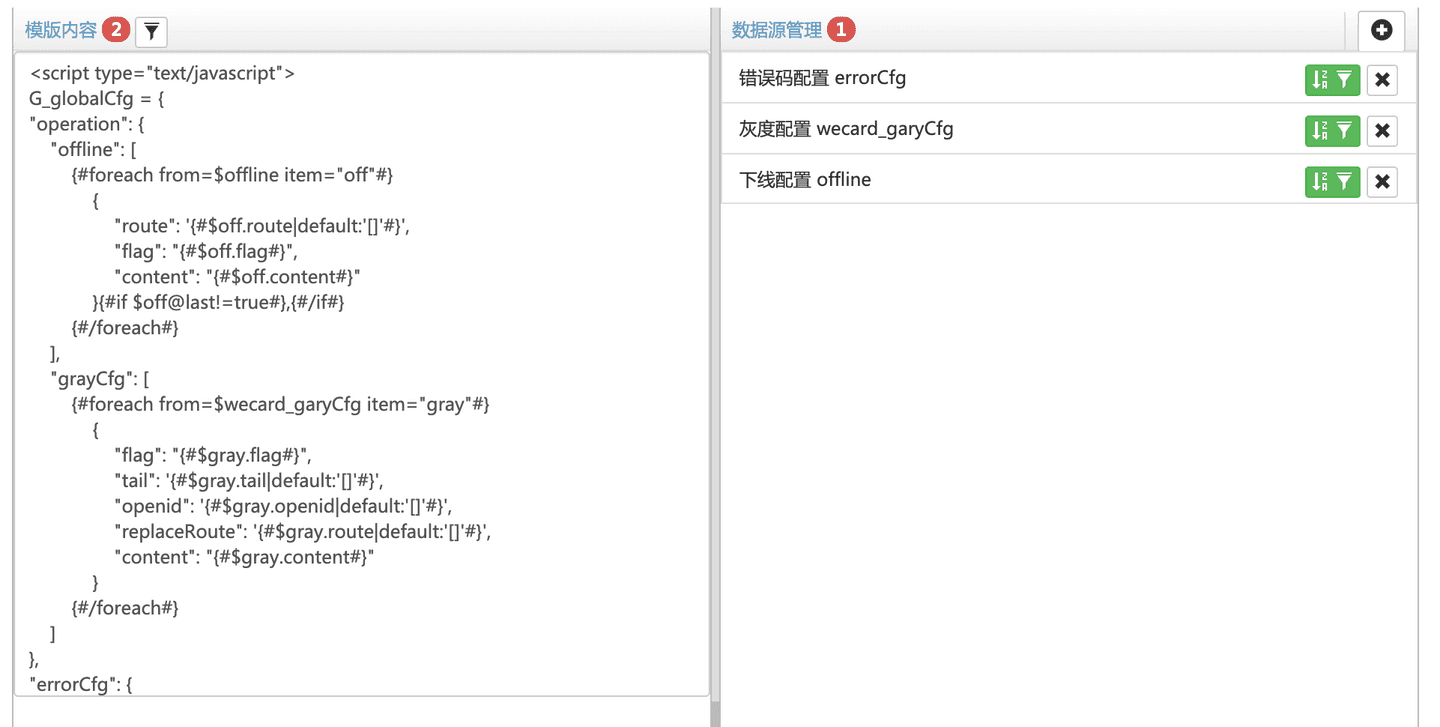 模版内容 2
<script type="text/javascript">
G_globalCfg = {
"operation": {
"offline": [
{#foreach from=$offline item="off"#}
{
"route": '{#$off.route|default:'[]'#}',
"flag": "{#$off.flag#}",
"content": "{#$off.content#}"
}{#if $off@last!=true#},{#/if#}
{#/foreach#}
],
"grayCfg": [
{#foreach from=$wecard_garyCfg item="gray"#}
{
"flag": "{#$gray.flag#}",
"tail": '{#$gray.tail|default:'[]'#}',
"openid": '{#$gray.openid|default:'[]'#}',
"replaceRoute": '{#$gray.route|default:'[]'#}',
"content": "{#$gray.content#}"
}
{#/foreach#}
]
},
"errorCfg": {
数据源管理 1
错误码配置 errorCfg
灰度配置 wecard_garyCfg
下线配置 offline